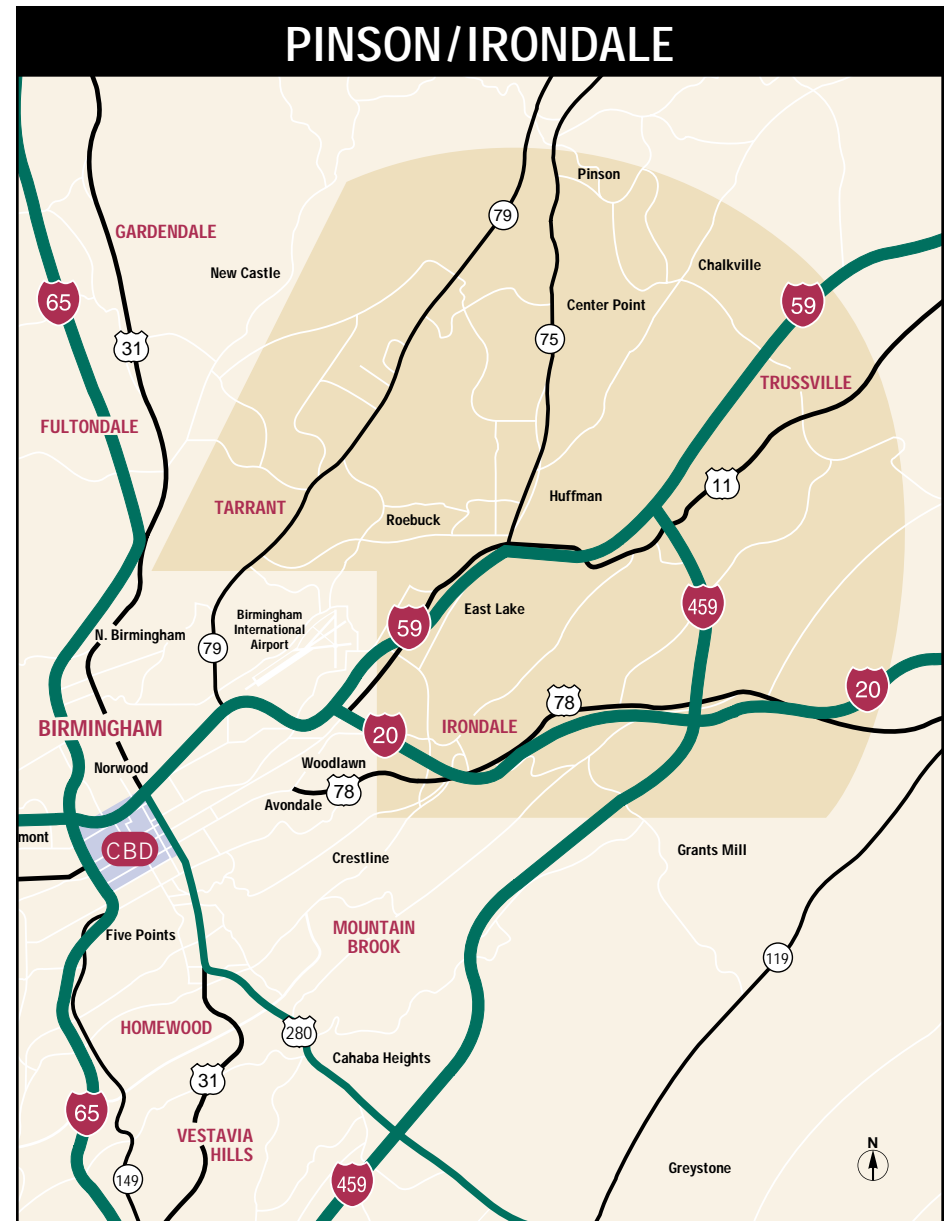 PINSON/IRONDALE
Pinson
79
GARDENDALE
Chalkville
New Castle
65
59
Center Point
75
31
TRUSSVILLE
FULTONDALE
11
Huffman
TARRANT
Roebuck
459
East Lake
Birmingham
International
Airport
59
N. Birmingham
79
20
78
BIRMINGHAM
IRONDALE
20
Woodlawn
Norwood
78
Avondale
mont
CBD
Crestline
Grants Mill
Five Points
MOUNTAIN
BROOK
119
HOMEWOOD
280
Cahaba Heights
31
65
VESTAVIA
HILLS
N
Greystone
149
459